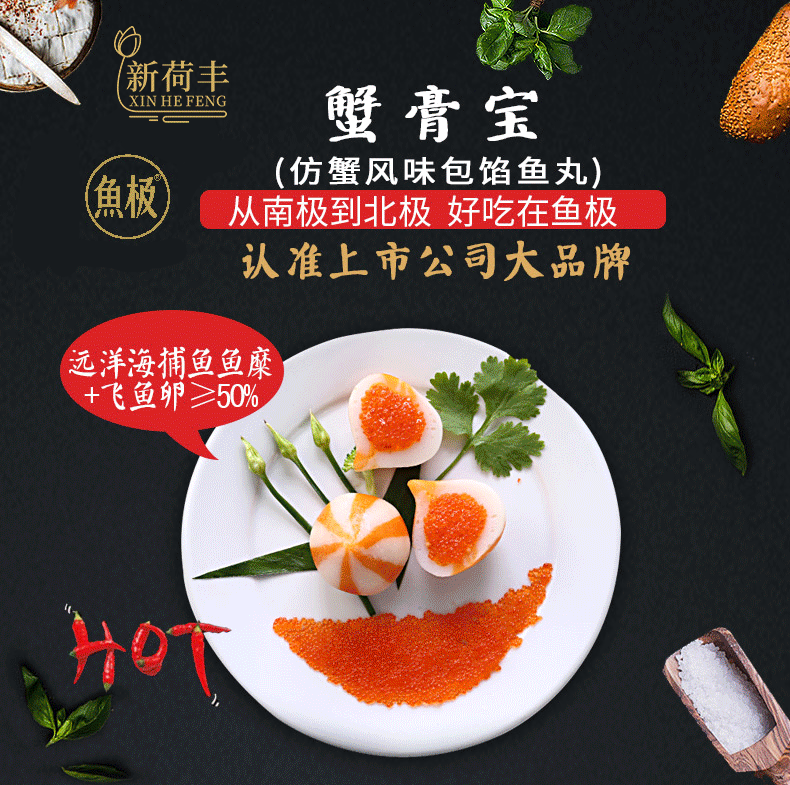 新荷丰
XIN HE FENG
蟹膏宝
(仿蟹风味包馅鱼丸)
魚极®
从南极到北极 好吃在鱼极
认准上市公司大品牌
远洋海捕鱼鱼糜
+飞鱼卵≥50%
HOT